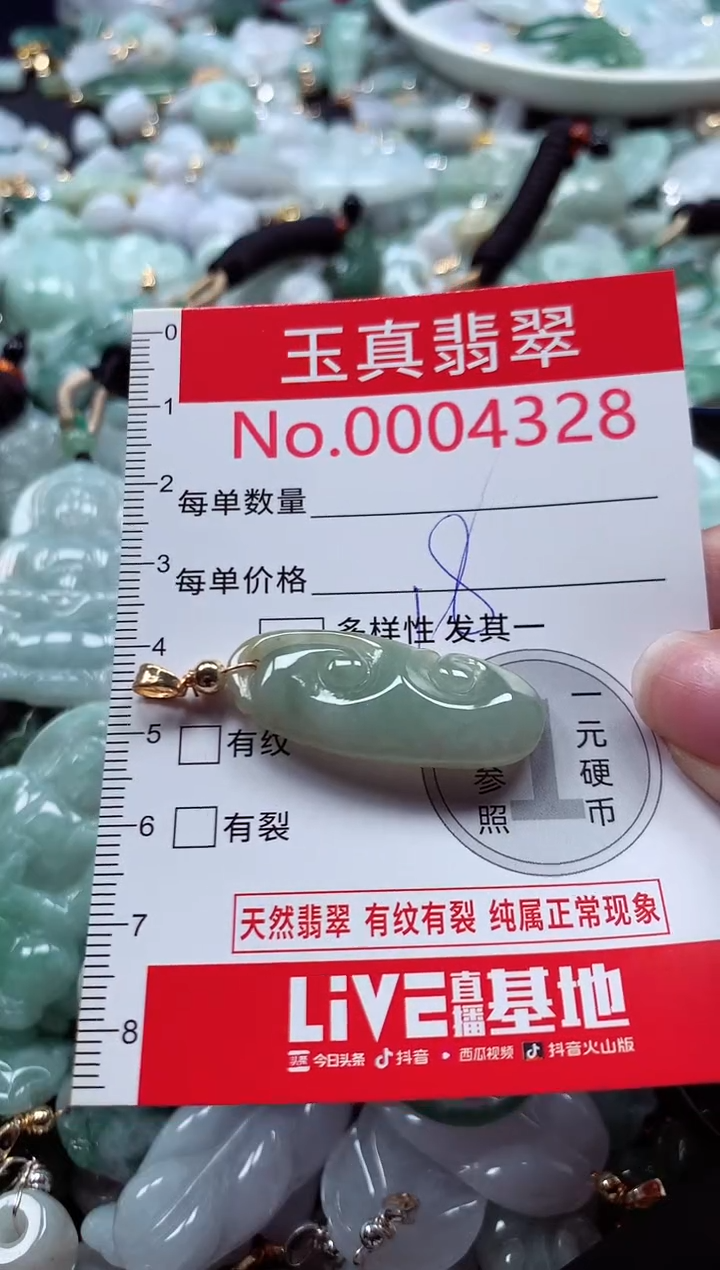 玉真翡翠
No.0004328
每单数量
每单价格
18
多样性 发其一
有纹
有裂
一元硬币
1
参照
天然翡翠 有纹有裂 纯属正常现象
LiVE直播基地
头条 今日头条 抖音 西瓜视频 抖音火山版
0
1
2
3
4
5
6
7
8